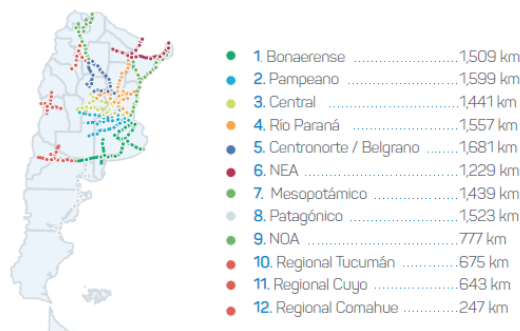 1. Bonaerense 1,509 km
2. Pampeano 1,599 km
3. Central 1,441 km
4. Río Paraná 1,557 km
5. Centronorte / Belgrano 1,681 km
6. NEA 1,229 km
7. Mesopotámico 1,439 km
8. Patagónico 1,523 km
9. NOA 777 km
10. Regional Tucumán 675 km
11. Regional Cuyo 643 km
12. Regional Comahue 247 km